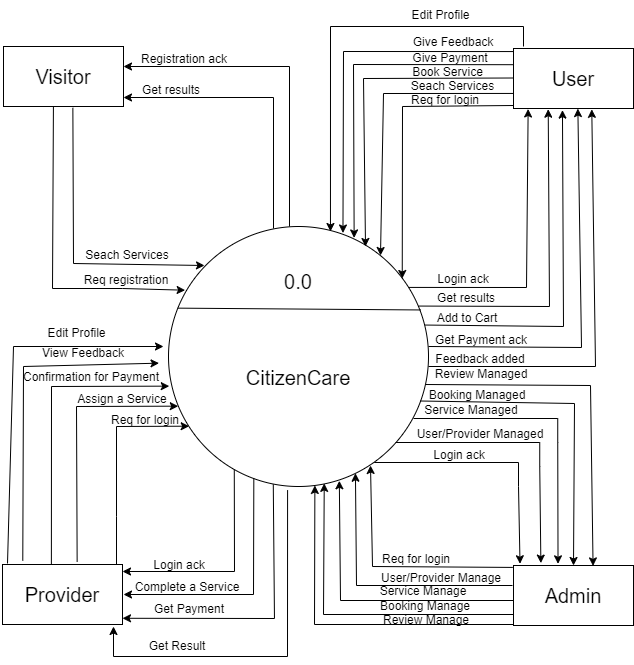 Edit Profile
Give Feedback
Give Payment
Book Service
Seach Services
Req for login
User
Visitor
Registration ack
Get results
Seach Services
Req registration
0.0
CitizenCare
Login ack
Get results
Add to Cart
Get Payment ack
Feedback added
Review Managed
Booking Managed
Service Managed
User/Provider Managed
Login ack
Edit Profile
View Feedback
Confirmation for Payment
Assign a Service
Req for login
Provider
Login ack
Complete a Service
Get Payment
Get Result
Req for login
User/Provider Manage
Service Manage
Booking Manage
Review Manage
Admin